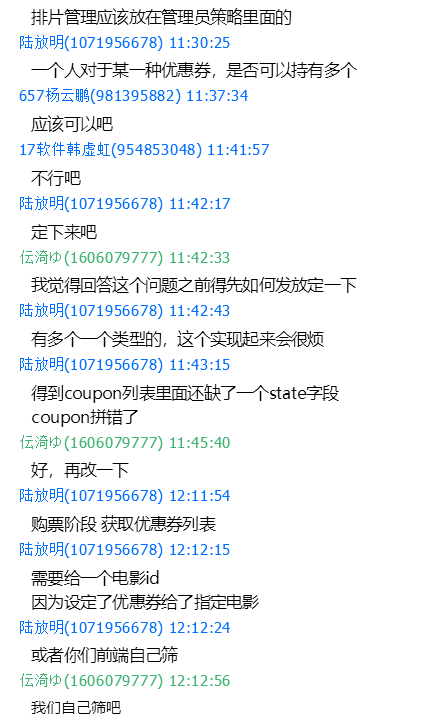 排片管理应该放在管理员策略里面的
陆放明(1071956678) 11:30:25
一个人对于某一种优惠券，是否可以持有多个
657杨云鹏(981395882) 11:37:34
应该可以吧
17软件韩虚虹(954853048) 11:41:57
不行吧
陆放明(1071956678) 11:42:17
定下来吧
伝渏ゆ(1606079777) 11:42:33
我觉得回答这个问题之前得先如何发放定一下
陆放明(1071956678) 11:42:43
有多个一个类型的，这个实现起来会很烦
陆放明(1071956678) 11:43:15
得到coupon列表里面还缺了一个state字段
coupon拼错了
伝渏ゆ(1606079777) 11:45:40
好，再改一下
陆放明(1071956678) 12:11:54
购票阶段 获取优惠券列表
陆放明(1071956678) 12:12:15
需要给一个电影id
因为设定了优惠券给了指定电影
陆放明(1071956678) 12:12:24
或者你们前端自己筛
伝渏ゆ(1606079777) 12:12:56
我们自己筛吧